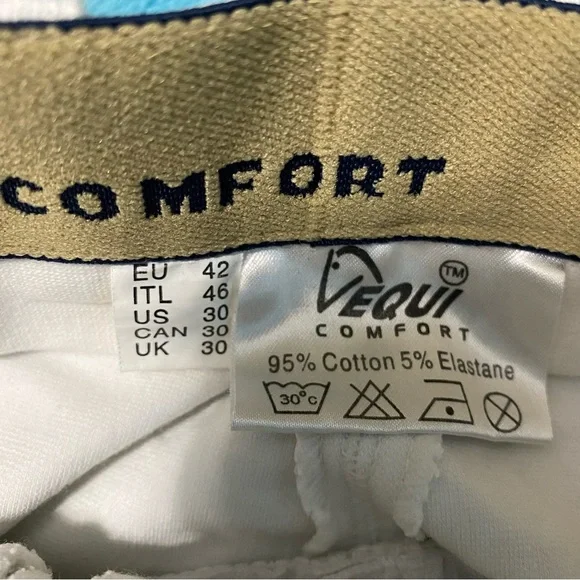 COMFORT
EU 42
ITL 46
US 30
CAN 30
UK 30
EQUI TM
COMFORT
95% Cotton 5% Elastane
30°c